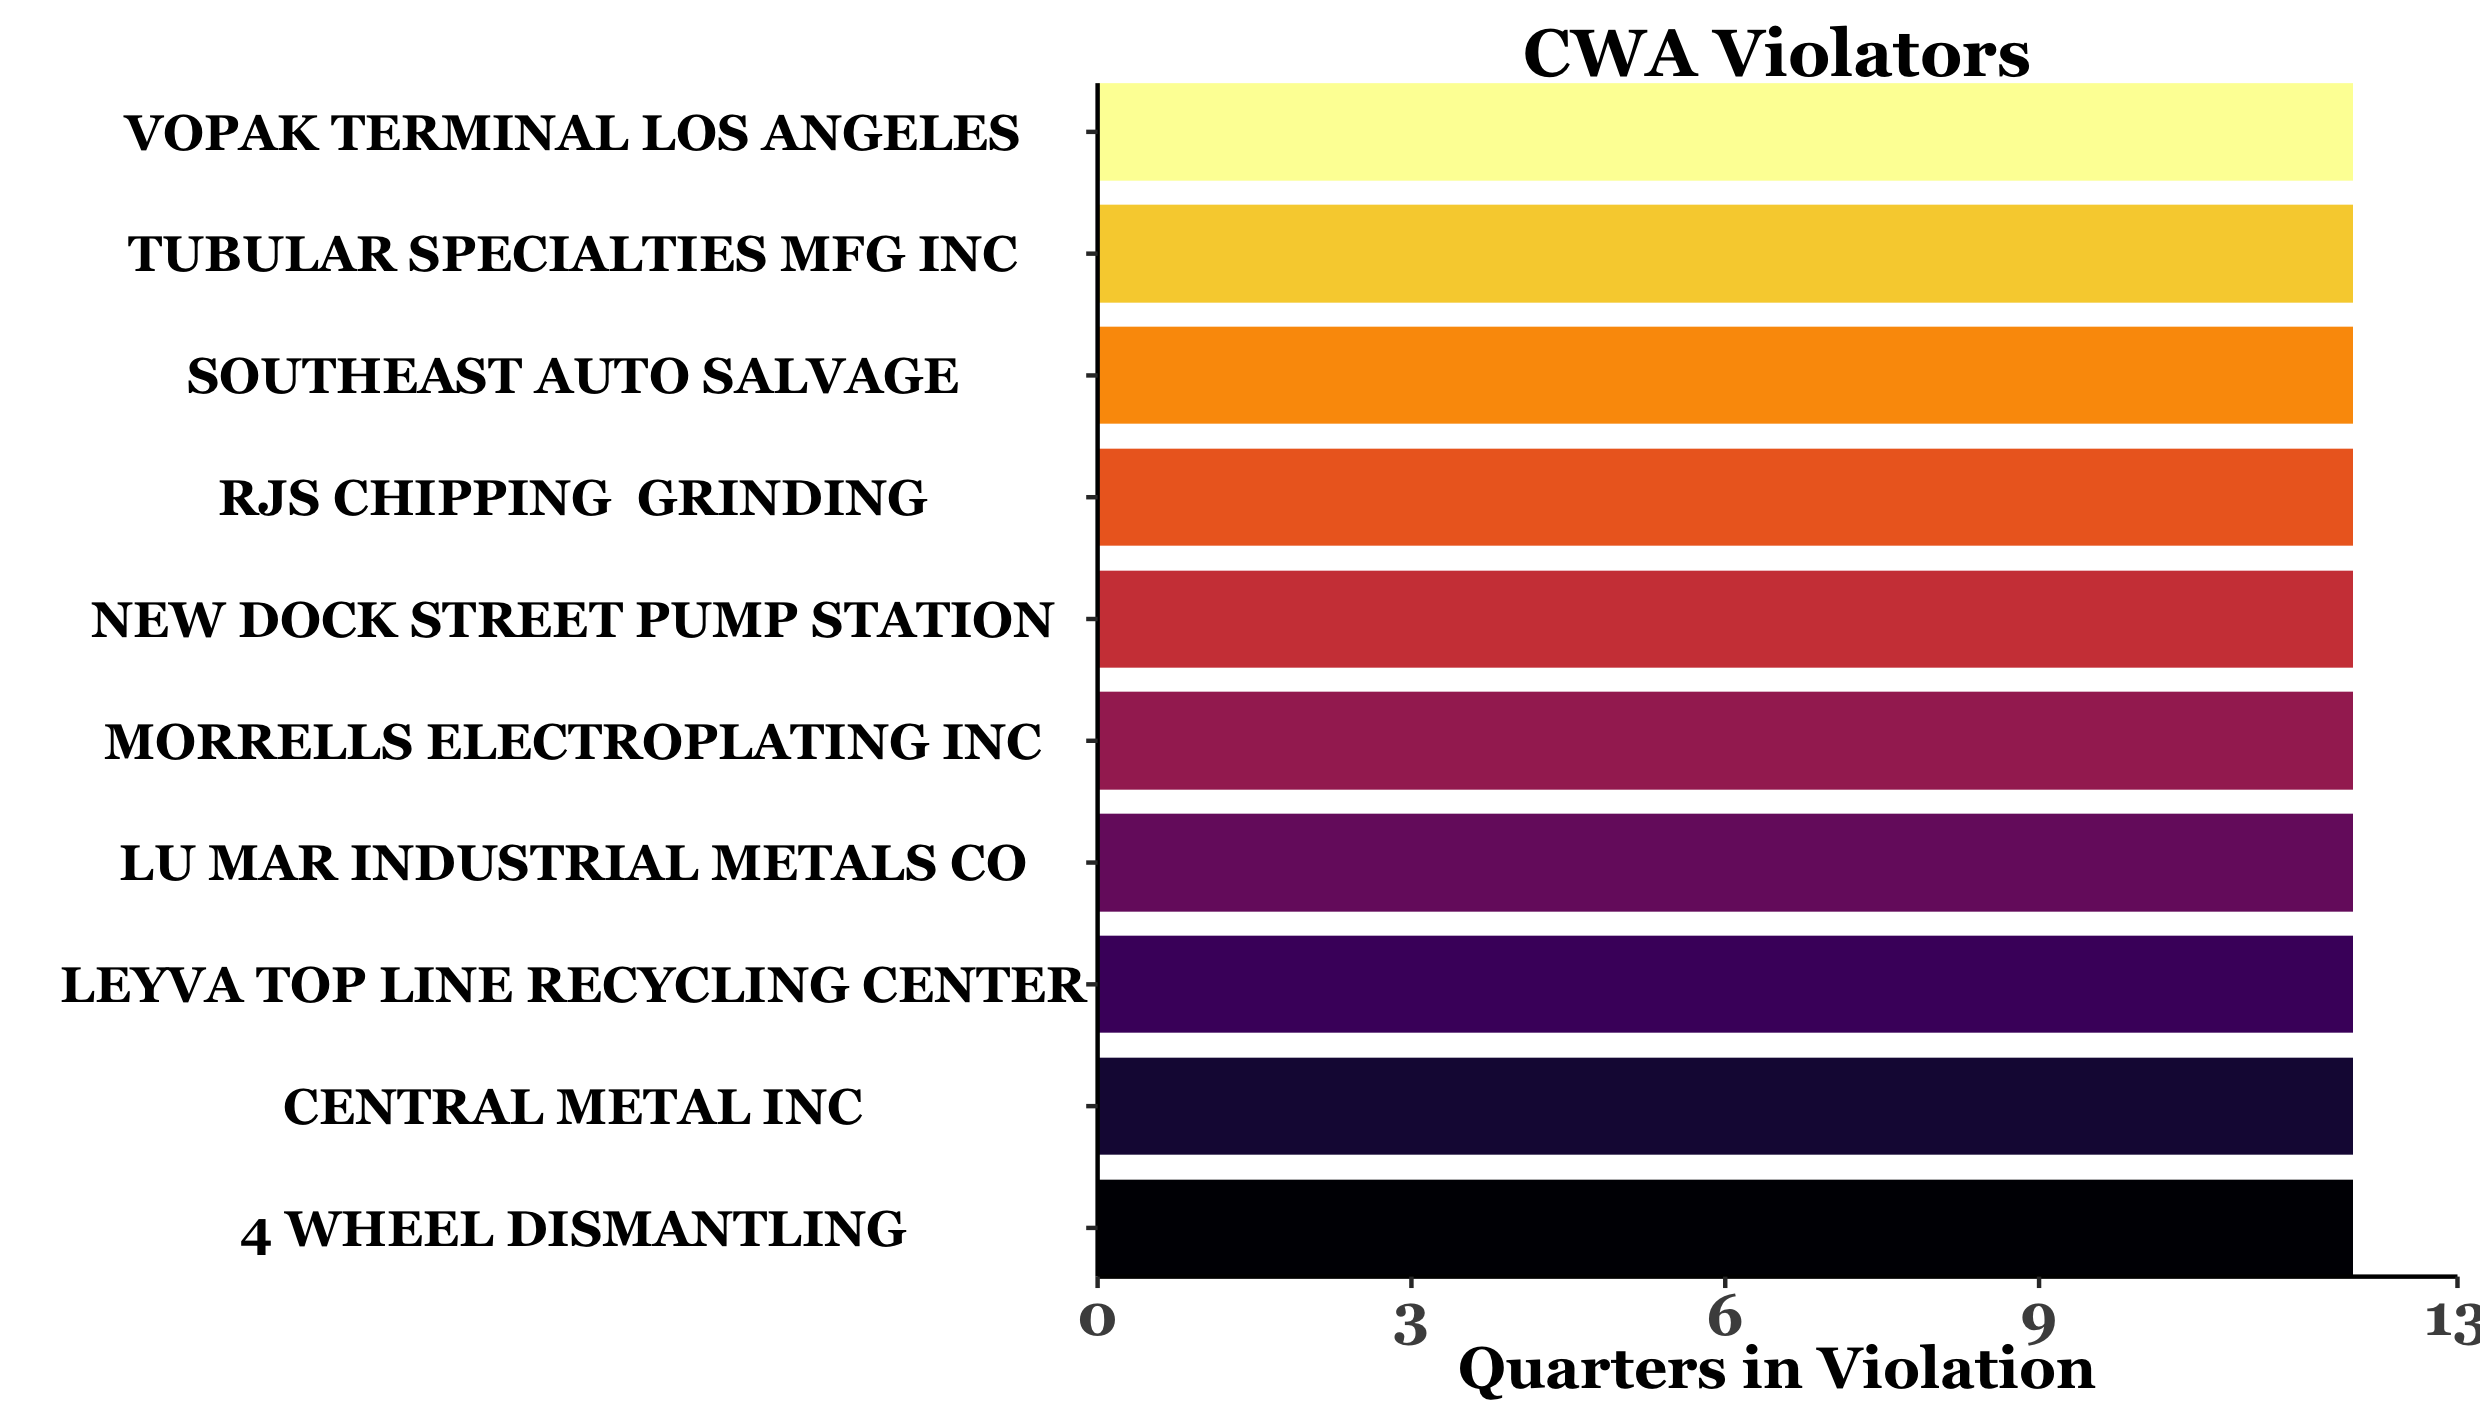 CWA Violators
VOPAK TERMINAL LOS ANGELES
TUBULAR SPECIALTIES MFG INC
SOUTHEAST AUTO SALVAGE
RJS CHIPPING  GRINDING
NEW DOCK STREET PUMP STATION
MORRELLS ELECTROPLATING INC
LU MAR INDUSTRIAL METALS CO
LEYVA TOP LINE RECYCLING CENTER
CENTRAL METAL INC
4 WHEEL DISMANTLING
0 3 6 9 13
Quarters in Violation